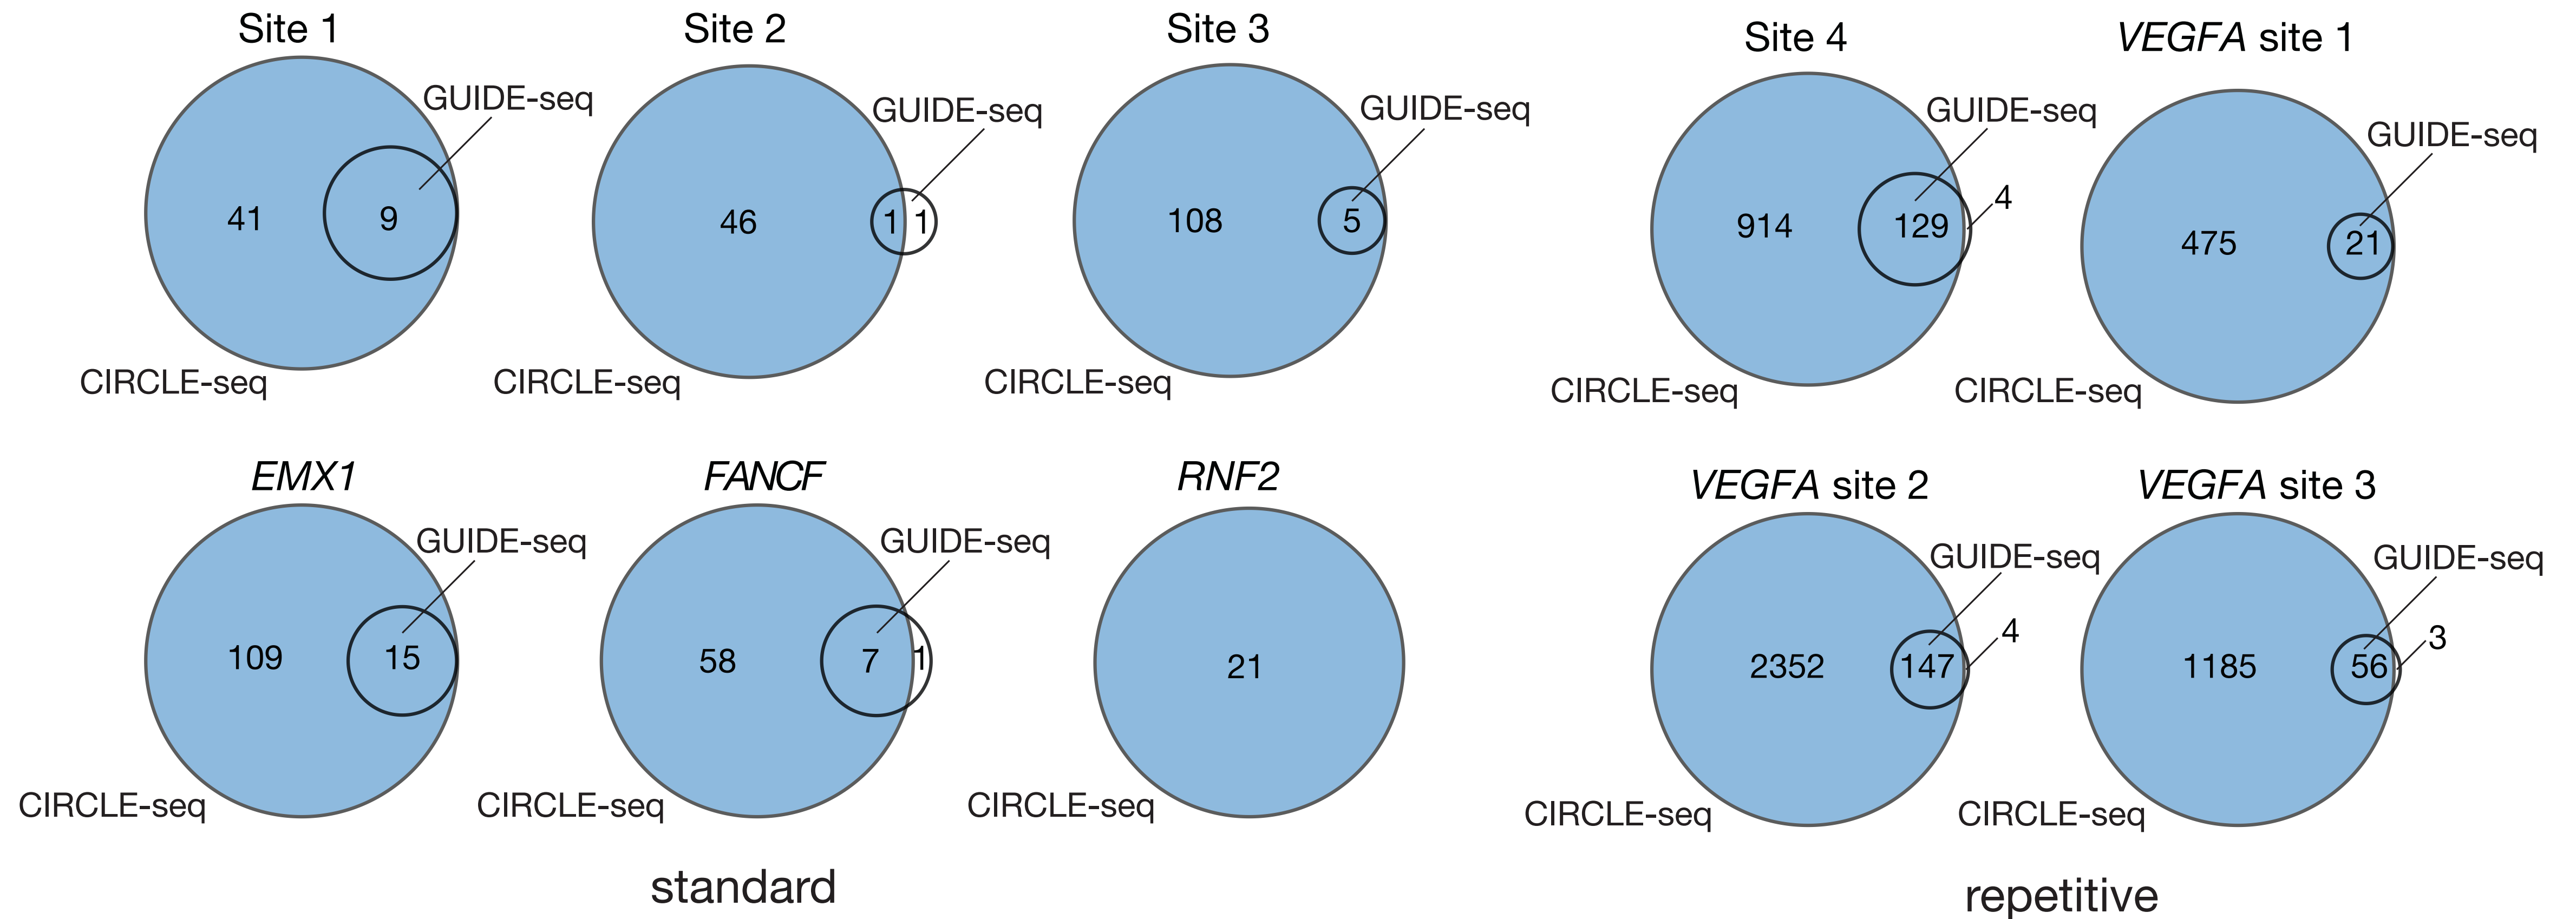 Site 1
GUIDE-seq
41
9
CIRCLE-seq
Site 2
GUIDE-seq
46
1
1
CIRCLE-seq
Site 3
GUIDE-seq
108
5
CIRCLE-seq
Site 4
GUIDE-seq
914
129
4
CIRCLE-seq
VEGFA site 1
GUIDE-seq
475
21
CIRCLE-seq
EMX1
GUIDE-seq
109
15
CIRCLE-seq
FANCF
GUIDE-seq
58
7
1
CIRCLE-seq
RNF2
21
CIRCLE-seq
VEGFA site 2
GUIDE-seq
2352
147
4
CIRCLE-seq
VEGFA site 3
GUIDE-seq
1185
56
3
CIRCLE-seq
standard
repetitive